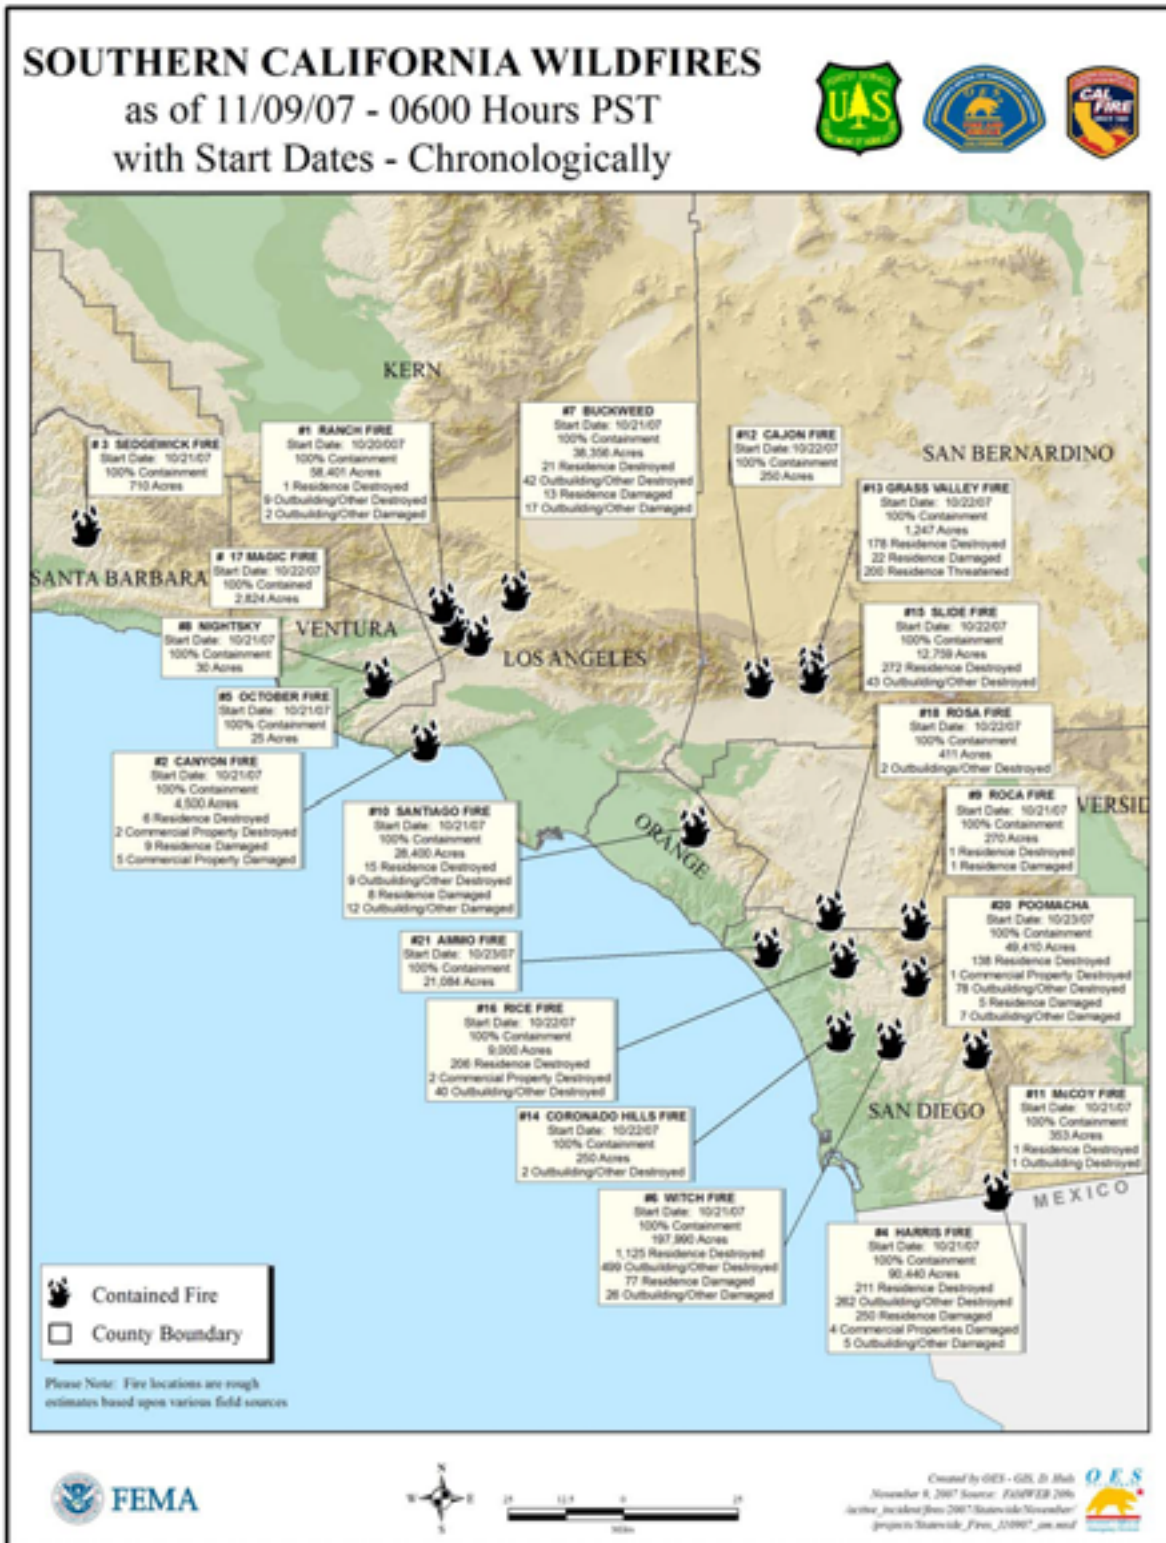 SOUTHERN CALIFORNIA WILDFIRES
as of 11/09/07 - 0600 Hours PST
with Start Dates - Chronologically
U S
CAL
FIRE
KERN
SAN BERNARDINO
SANTA BARBARA
VENTURA
LOS ANGELES
ORANGE
VERSID
SAN DIEGO
MEXICO
# 3 SEDGEWICK FIRE
Start Date: 10/21/07
100% Containment
710 Acres
#1 RANCH FIRE
Start Date: 10/20/007
100% Containment
58,401 Acres
1 Residence Destroyed
9 Outbuilding/Other Destroyed
2 Outbuilding/Other Damaged
#7 BUCKWEED
Start Date: 10/21/07
100% Containment
38,356 Acres
21 Residence Destroyed
42 Outbuilding/Other Destroyed
13 Residence Damaged
17 Outbuilding/Other Damaged
#12 CAJON FIRE
Start Date:10/22/07
100% Containment
250 Acres
#13 GRASS VALLEY FIRE
Start Date: 10/22/07
100% Containment
1,247 Acres
178 Residence Destroyed
22 Residence Damaged
200 Residence Threatened
# 17 MAGIC FIRE
Start Date: 10/22/07
100% Contained
2,824 Acres
#8 NIGHTSKY
Start Date: 10/21/07
100% Containment
30 Acres
#5 OCTOBER FIRE
Start Date: 10/21/07
100% Containment
25 Acres
#15 SLIDE FIRE
Start Date: 10/22/07
100% Containment
12,759 Acres
272 Residence Destroyed
43 Outbuilding/Other Destroyed
#18 ROSA FIRE
Start Date: 10/22/07
100% Containment
411 Acres
2 Outbuildings/Other Destroyed
#2 CANYON FIRE
Start Date: 10/21/07
100% Containment
4,500 Acres
6 Residence Destroyed
2 Commercial Property Destroyed
9 Residence Damaged
5 Commercial Property Damaged
#10 SANTIAGO FIRE
Start Date: 10/21/07
100% Containment
28,400 Acres
15 Residence Destroyed
9 Outbuilding/Other Destroyed
8 Residence Damaged
12 Outbuilding/Other Damaged
#9 ROCA FIRE
Start Date: 10/21/07
100% Containment
270 Acres
1 Residence Destroyed
1 Residence Damaged
#20 POOMACHA
Start Date: 10/23/07
100% Containment
49,410 Acres
138 Residence Destroyed
1 Commercial Property Destroyed
78 Outbuilding/Other Destroyed
5 Residence Damaged
7 Outbuilding/Other Damaged
#21 AMMO FIRE
Start Date: 10/23/07
100% Containment
21,084 Acres
#16 RICE FIRE
Start Date: 10/22/07
100% Containment
9,000 Acres
206 Residence Destroyed
2 Commercial Property Destroyed
40 Outbuilding/Other Destroyed
#14 CORONADO HILLS FIRE
Start Date: 10/22/07
100% Containment
250 Acres
2 Outbuilding/Other Destroyed
#11 McCOY FIRE
Start Date: 10/21/07
100% Containment
353 Acres
1 Residence Destroyed
1 Outbuilding Destroyed
#6 WITCH FIRE
Start Date: 10/21/07
100% Containment
197,990 Acres
1,125 Residence Destroyed
499 Outbuilding/Other Destroyed
77 Residence Damaged
26 Outbuilding/Other Damaged
#4 HARRIS FIRE
Start Date: 10/21/07
100% Containment
90,440 Acres
211 Residence Destroyed
262 Outbuilding/Other Destroyed
250 Residence Damaged
4 Commercial Properties Damaged
5 Outbuilding/Other Damaged
Contained Fire
County Boundary
Please Note: Fire locations are rough
estimates based upon various field sources
FEMA
N
W E
S
25 12.5 0 25
Miles
Created by OES - GIS, D. Hub
November 9, 2007 Source: FAMWEB 209s
O E S